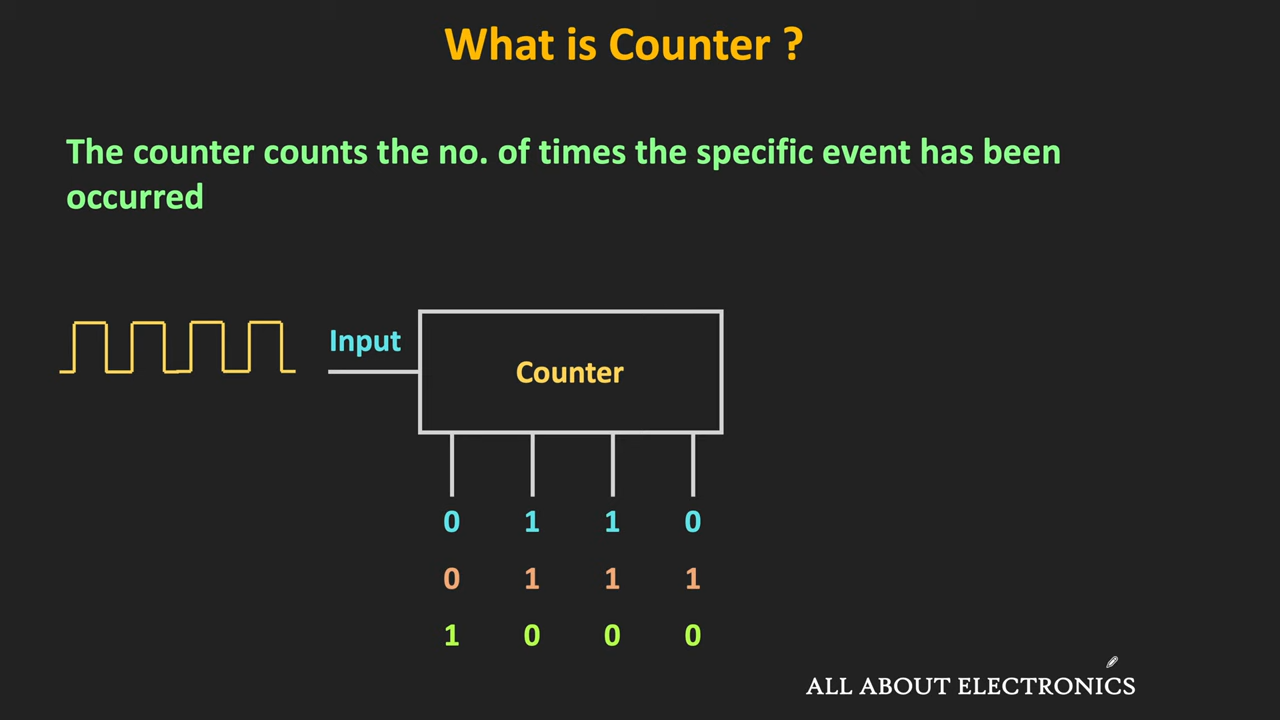 What is Counter ?
The counter counts the no. of times the specific event has been
occurred
Input
Counter
0 1 1 0
0 1 1 1
1 0 0 0
ALL ABOUT ELECTRONICS